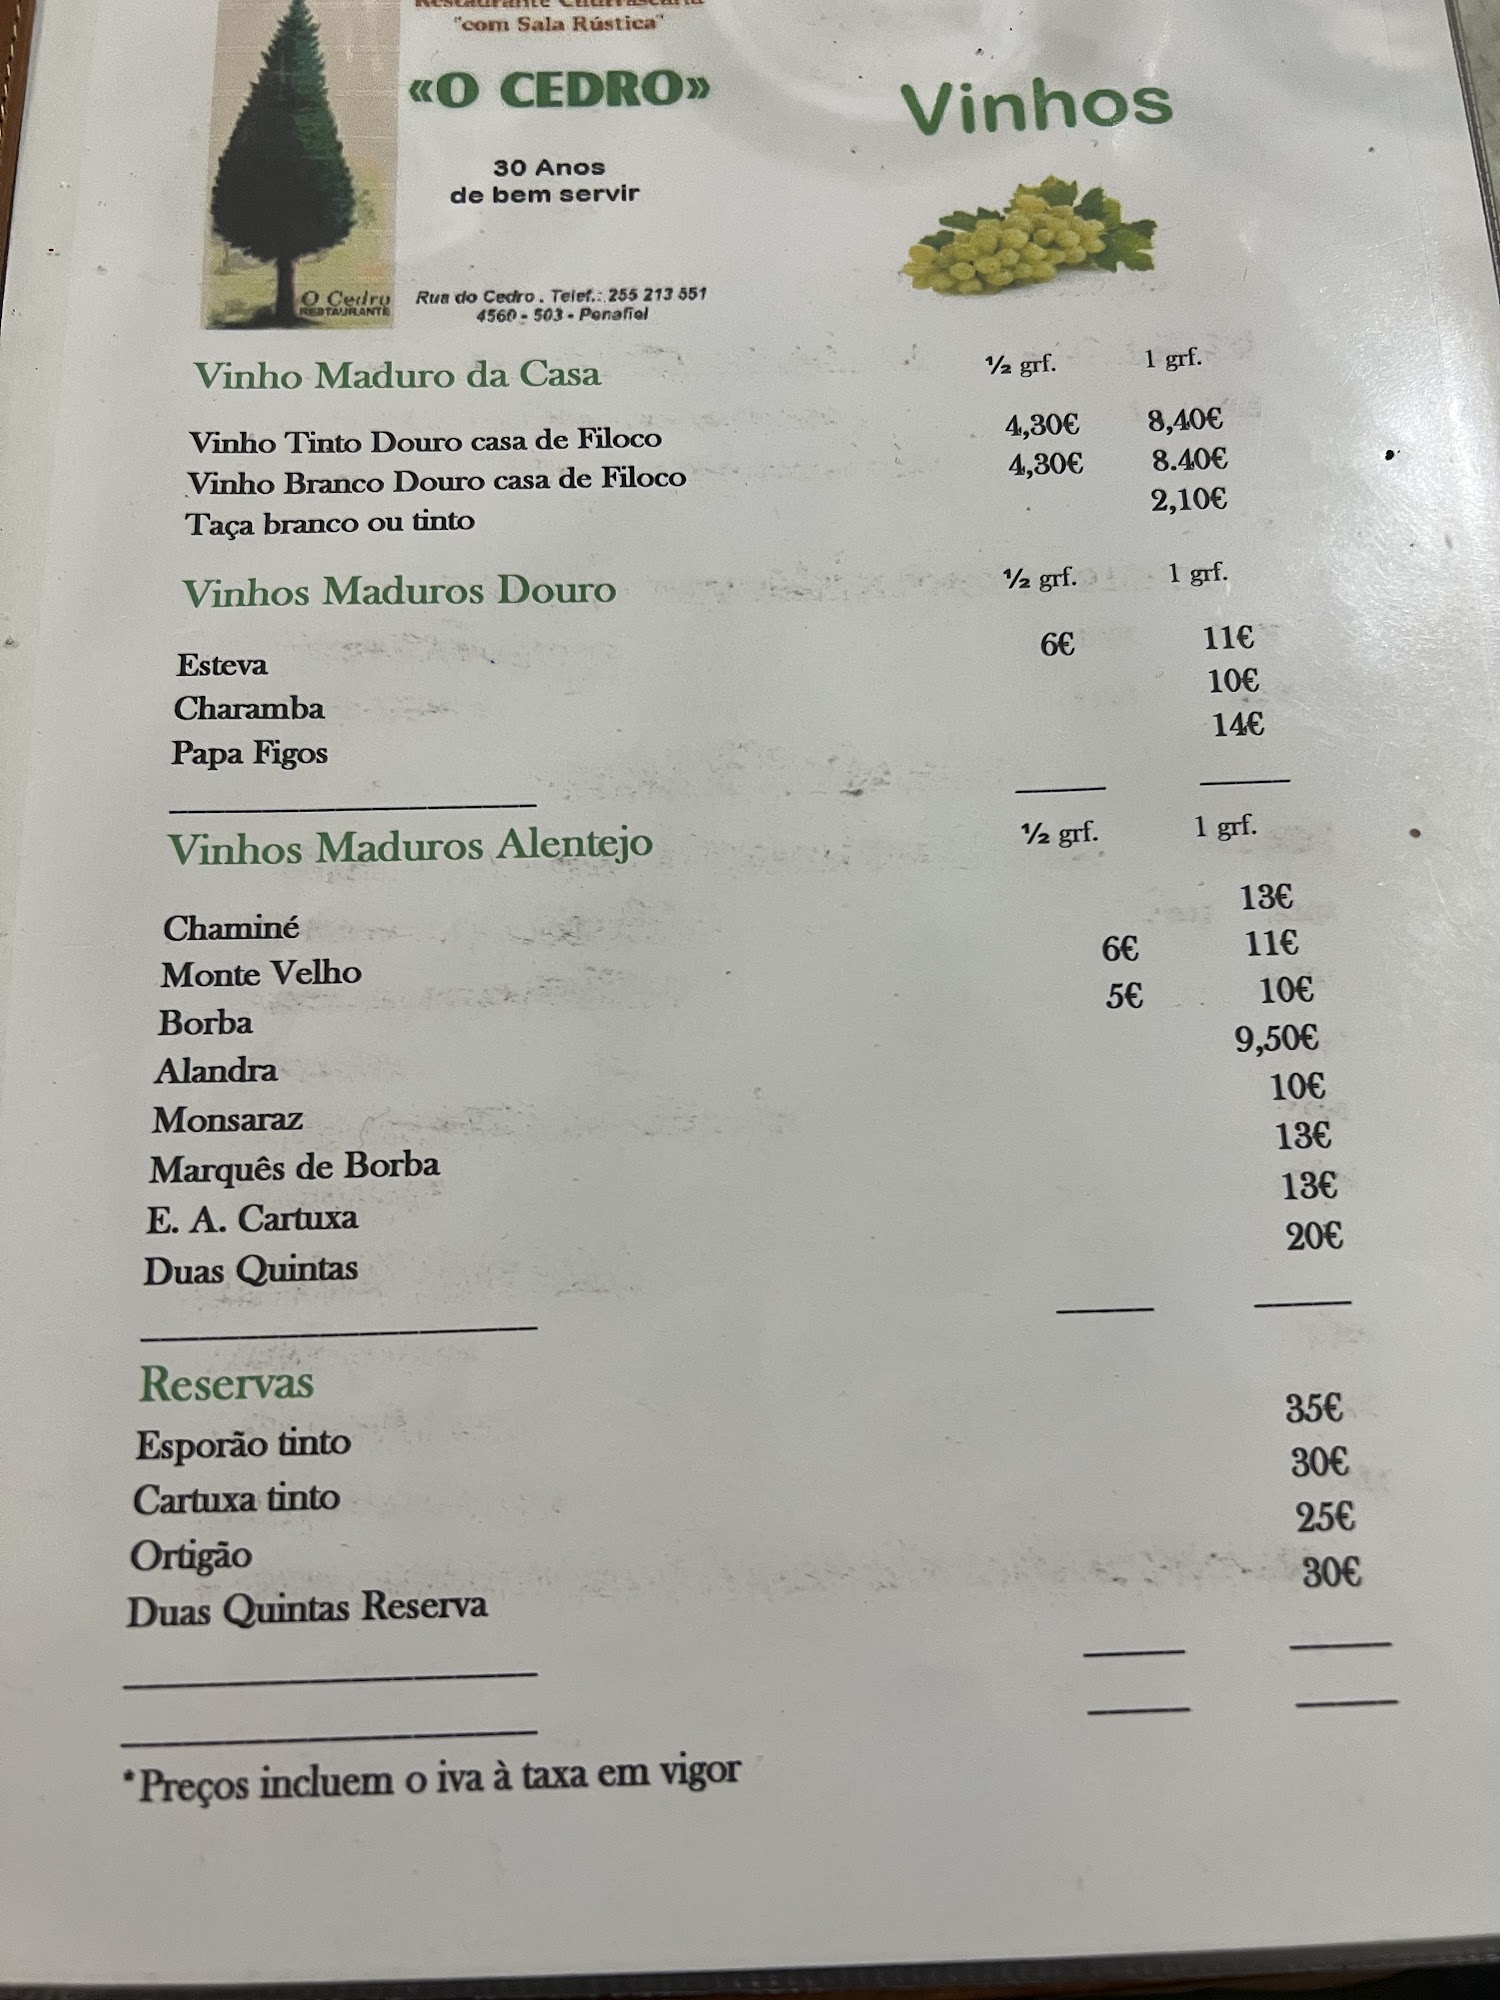 Restaurante Churrascaria
"com Sala Rústica"
«O CEDRO»
30 Anos
de bem servir
O Cedro
RESTAURANTE
Rua do Cedro . Telef.: 255 213 551
4560 - 503 - Penafiel
Vinhos
Vinho Maduro da Casa ½ grf. 1 grf.
Vinho Tinto Douro casa de Filoco 4,30€ 8,40€
Vinho Branco Douro casa de Filoco 4,30€ 8.40€
Taça branco ou tinto 2,10€
Vinhos Maduros Douro ½ grf. 1 grf.
Esteva 6€ 11€
Charamba 10€
Papa Figos 14€
Vinhos Maduros Alentejo ½ grf. 1 grf.
Chaminé 13€
Monte Velho 6€ 11€
Borba 5€ 10€
Alandra 9,50€
Monsaraz 10€
Marquês de Borba 13€
E. A. Cartuxa 13€
Duas Quintas 20€
Reservas
Esporão tinto 35€
Cartuxa tinto 30€
Ortigão 25€
Duas Quintas Reserva 30€
*Preços incluem o iva à taxa em vigor